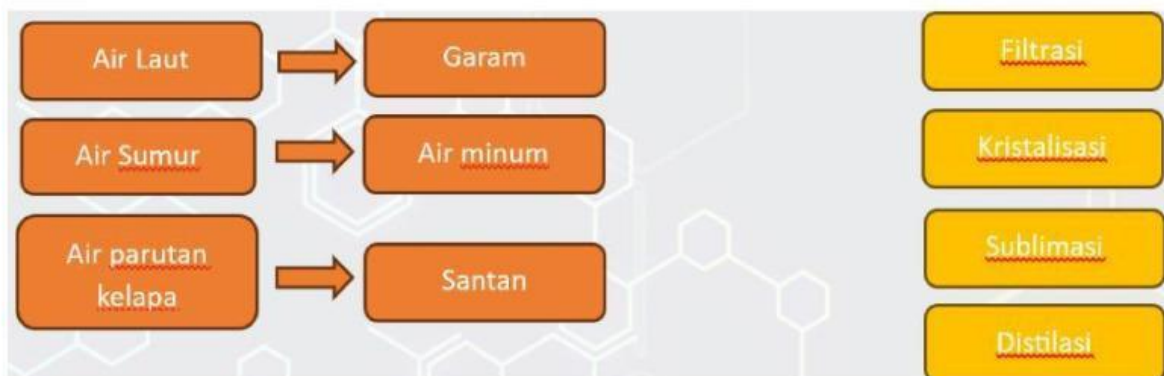 Air Laut
Garam
Filtrasi
Air Sumur
Air minum
Kristalisasi
Air parutan
kelapa
Santan
Sublimasi
Distilasi